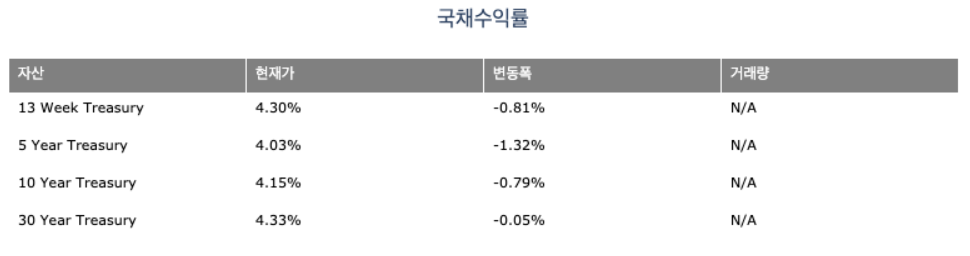 국채수익률
자산 현재가 변동폭 거래량
13 Week Treasury 4.30% -0.81% N/A
5 Year Treasury 4.03% -1.32% N/A
10 Year Treasury 4.15% -0.79% N/A
30 Year Treasury 4.33% -0.05% N/A